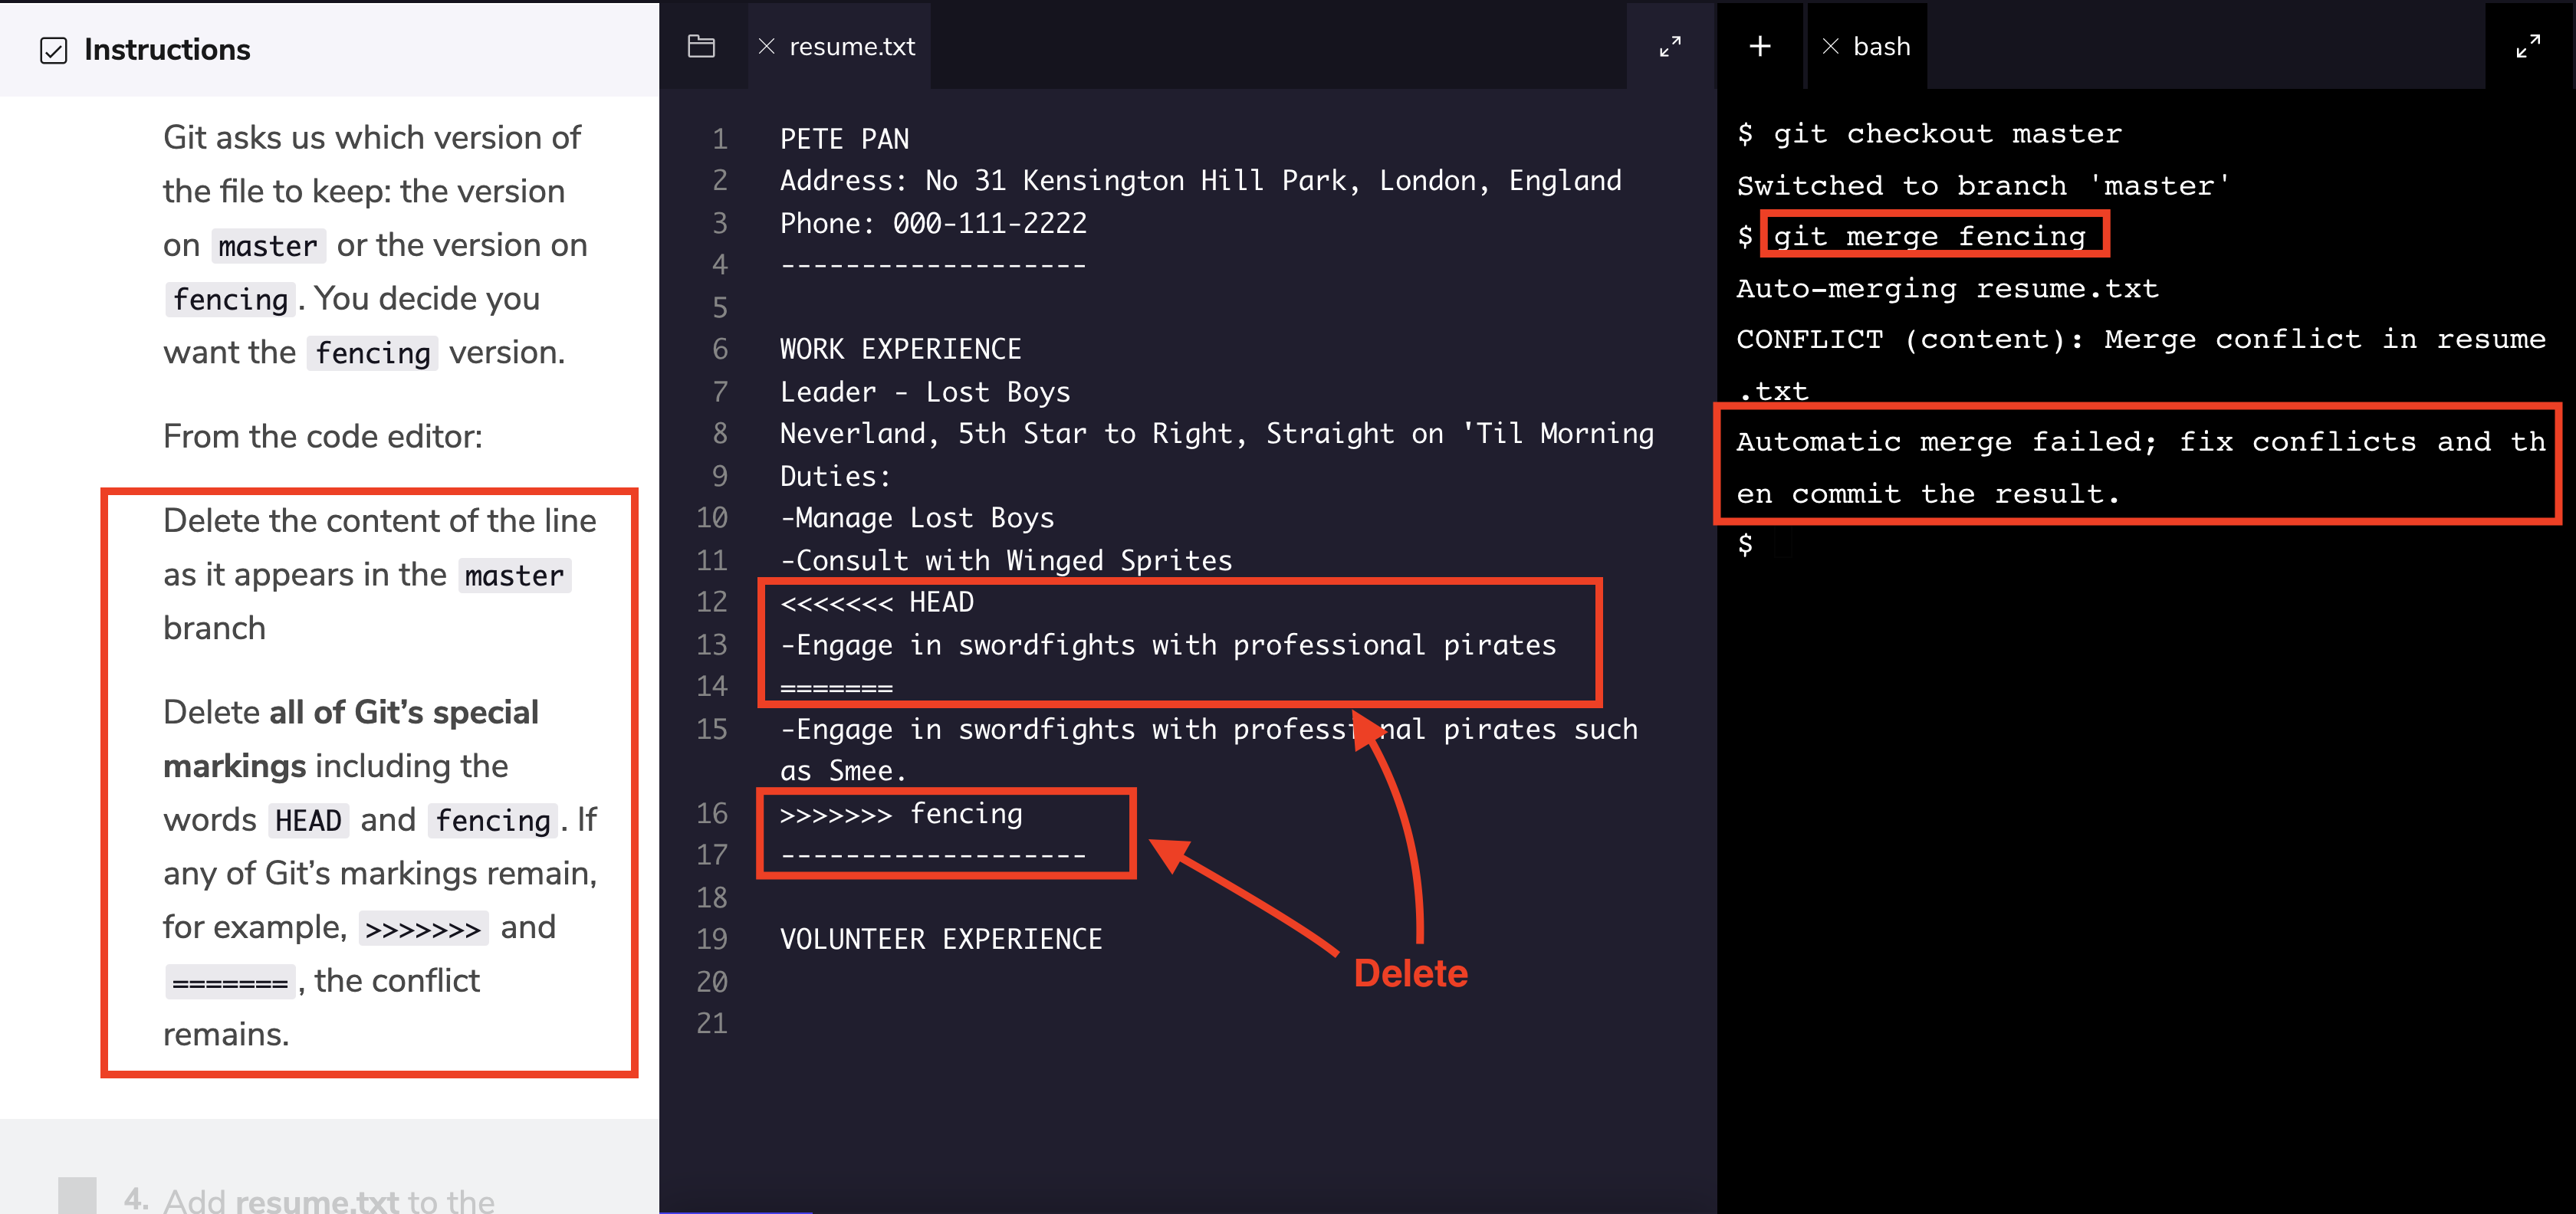 Instructions
Git asks us which version of
the file to keep: the version
on master or the version on
fencing. You decide you
want the fencing version.
From the code editor:
Delete the content of the line
as it appears in the master
branch
Delete all of Git’s special
markings including the
words HEAD and fencing. If
any of Git’s markings remain,
for example, >>>>>>> and
=======, the conflict
remains.
4. Add resume.txt to the
resume.txt
1 PETE PAN
2 Address: No 31 Kensington Hill Park, London, England
3 Phone: 000-111-2222
4 -------------------
5
6 WORK EXPERIENCE
7 Leader - Lost Boys
8 Neverland, 5th Star to Right, Straight on 'Til Morning
9 Duties:
10 -Manage Lost Boys
11 -Consult with Winged Sprites
12 <<<<<<< HEAD
13 -Engage in swordfights with professional pirates
14 =======
15 -Engage in swordfights with professional pirates such
as Smee.
16 >>>>>>> fencing
17 -------------------
18
19 VOLUNTEER EXPERIENCE
20
21
Delete
+
bash
$ git checkout master
Switched to branch 'master'
$ git merge fencing
Auto-merging resume.txt
CONFLICT (content): Merge conflict in resume
.txt
Automatic merge failed; fix conflicts and th
en commit the result.
$